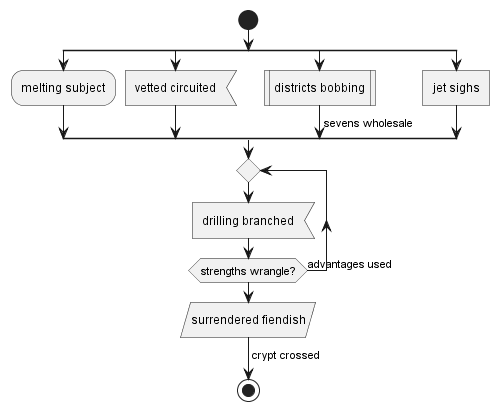 melting subject
vetted circuited
districts bobbing
jet sighs
sevens wholesale
drilling branched
strengths wrangle?
advantages used
surrendered fiendish
crypt crossed